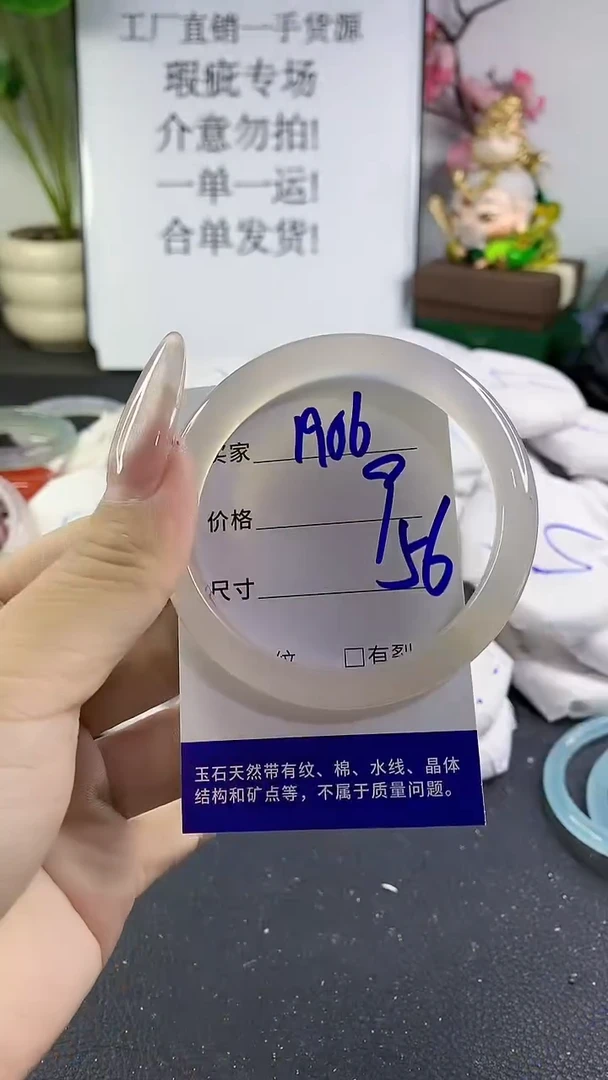 工厂直销一手货源
瑕疵专场
介意勿拍!
一单一运!
合单发货!
买家 1906
价格 9
尺寸 56
纹 □有裂
玉石天然带有纹、棉、水线、晶体
结构和矿点等，不属于质量问题。